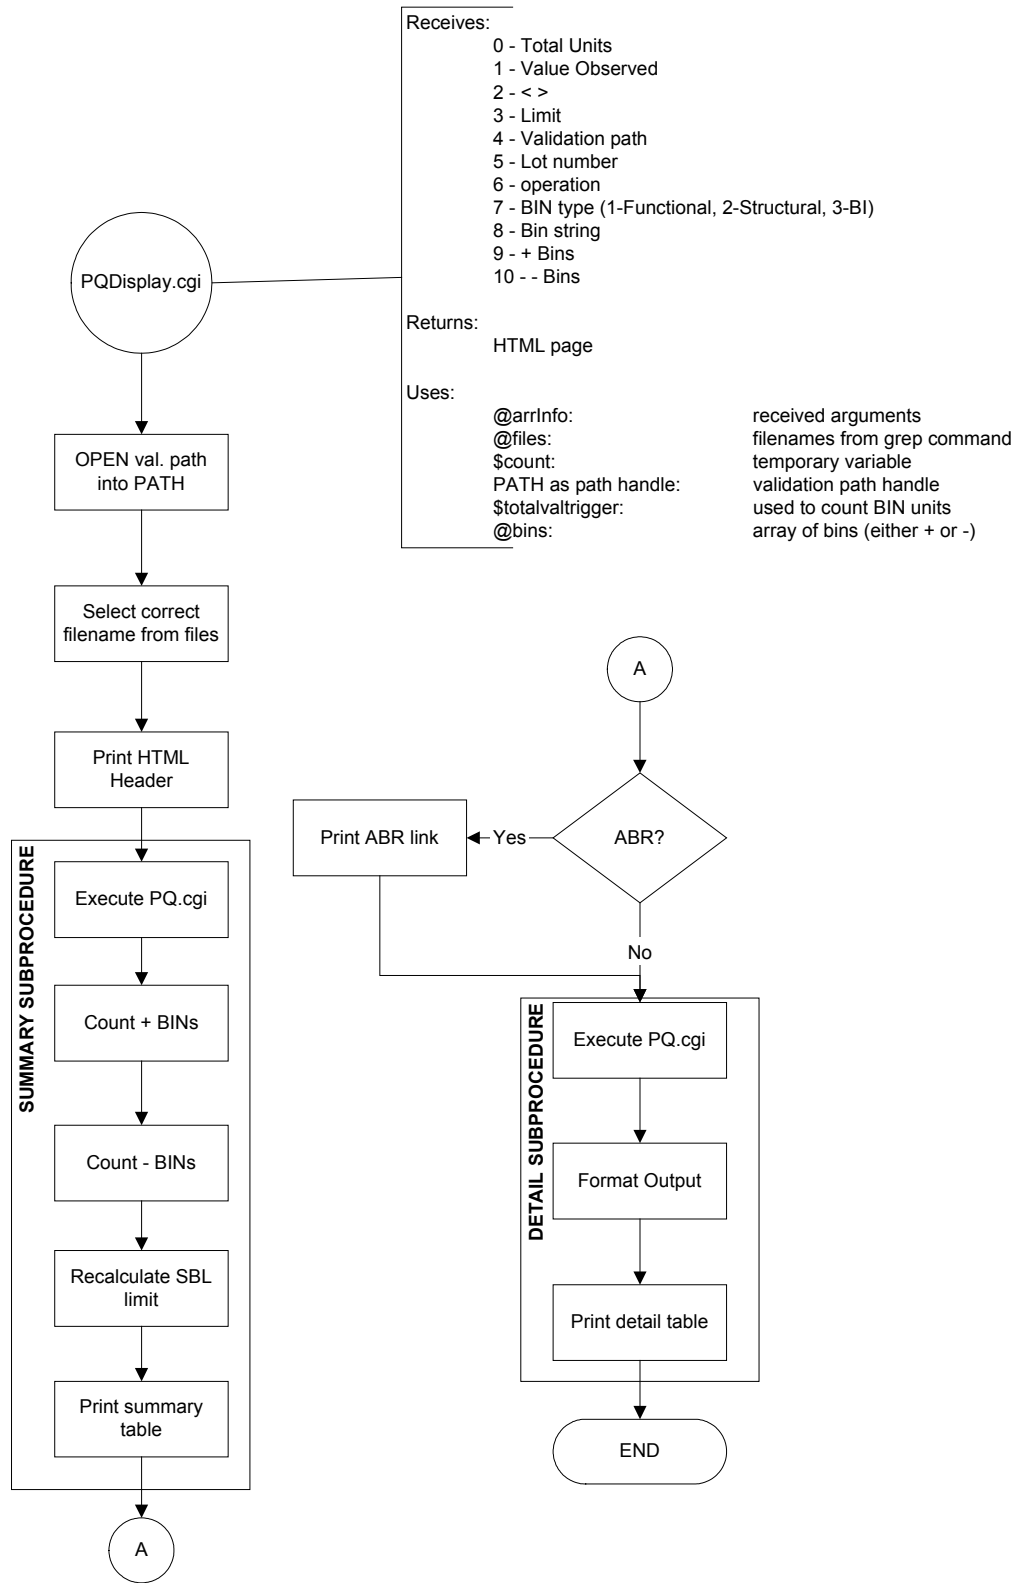 Receives:
0 - Total Units
1 - Value Observed
2 - < >
3 - Limit
4 - Validation path
5 - Lot number
6 - operation
7 - BIN type (1-Functional, 2-Structural, 3-BI)
8 - Bin string
9 - + Bins
10 - - Bins
Returns:
HTML page
Uses:
@arrInfo: received arguments
@files: filenames from grep command
$count: temporary variable
PATH as path handle: validation path handle
$totalvaltrigger: used to count BIN units
@bins: array of bins (either + or -)
PQDisplay.cgi
OPEN val. path
into PATH
Select correct
filename from files
Print HTML
Header
SUMMARY SUBPROCEDURE
Execute PQ.cgi
Count + BINs
Count - BINs
Recalculate SBL
limit
Print summary
table
A
A
ABR?
Yes
Print ABR link
No
DETAIL SUBPROCEDURE
Execute PQ.cgi
Format Output
Print detail table
END